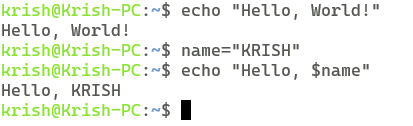 krish@Krish-PC:~$ echo "Hello, World!"
Hello, World!
krish@Krish-PC:~$ name="KRISH"
krish@Krish-PC:~$ echo "Hello, $name"
Hello, KRISH
krish@Krish-PC:~$